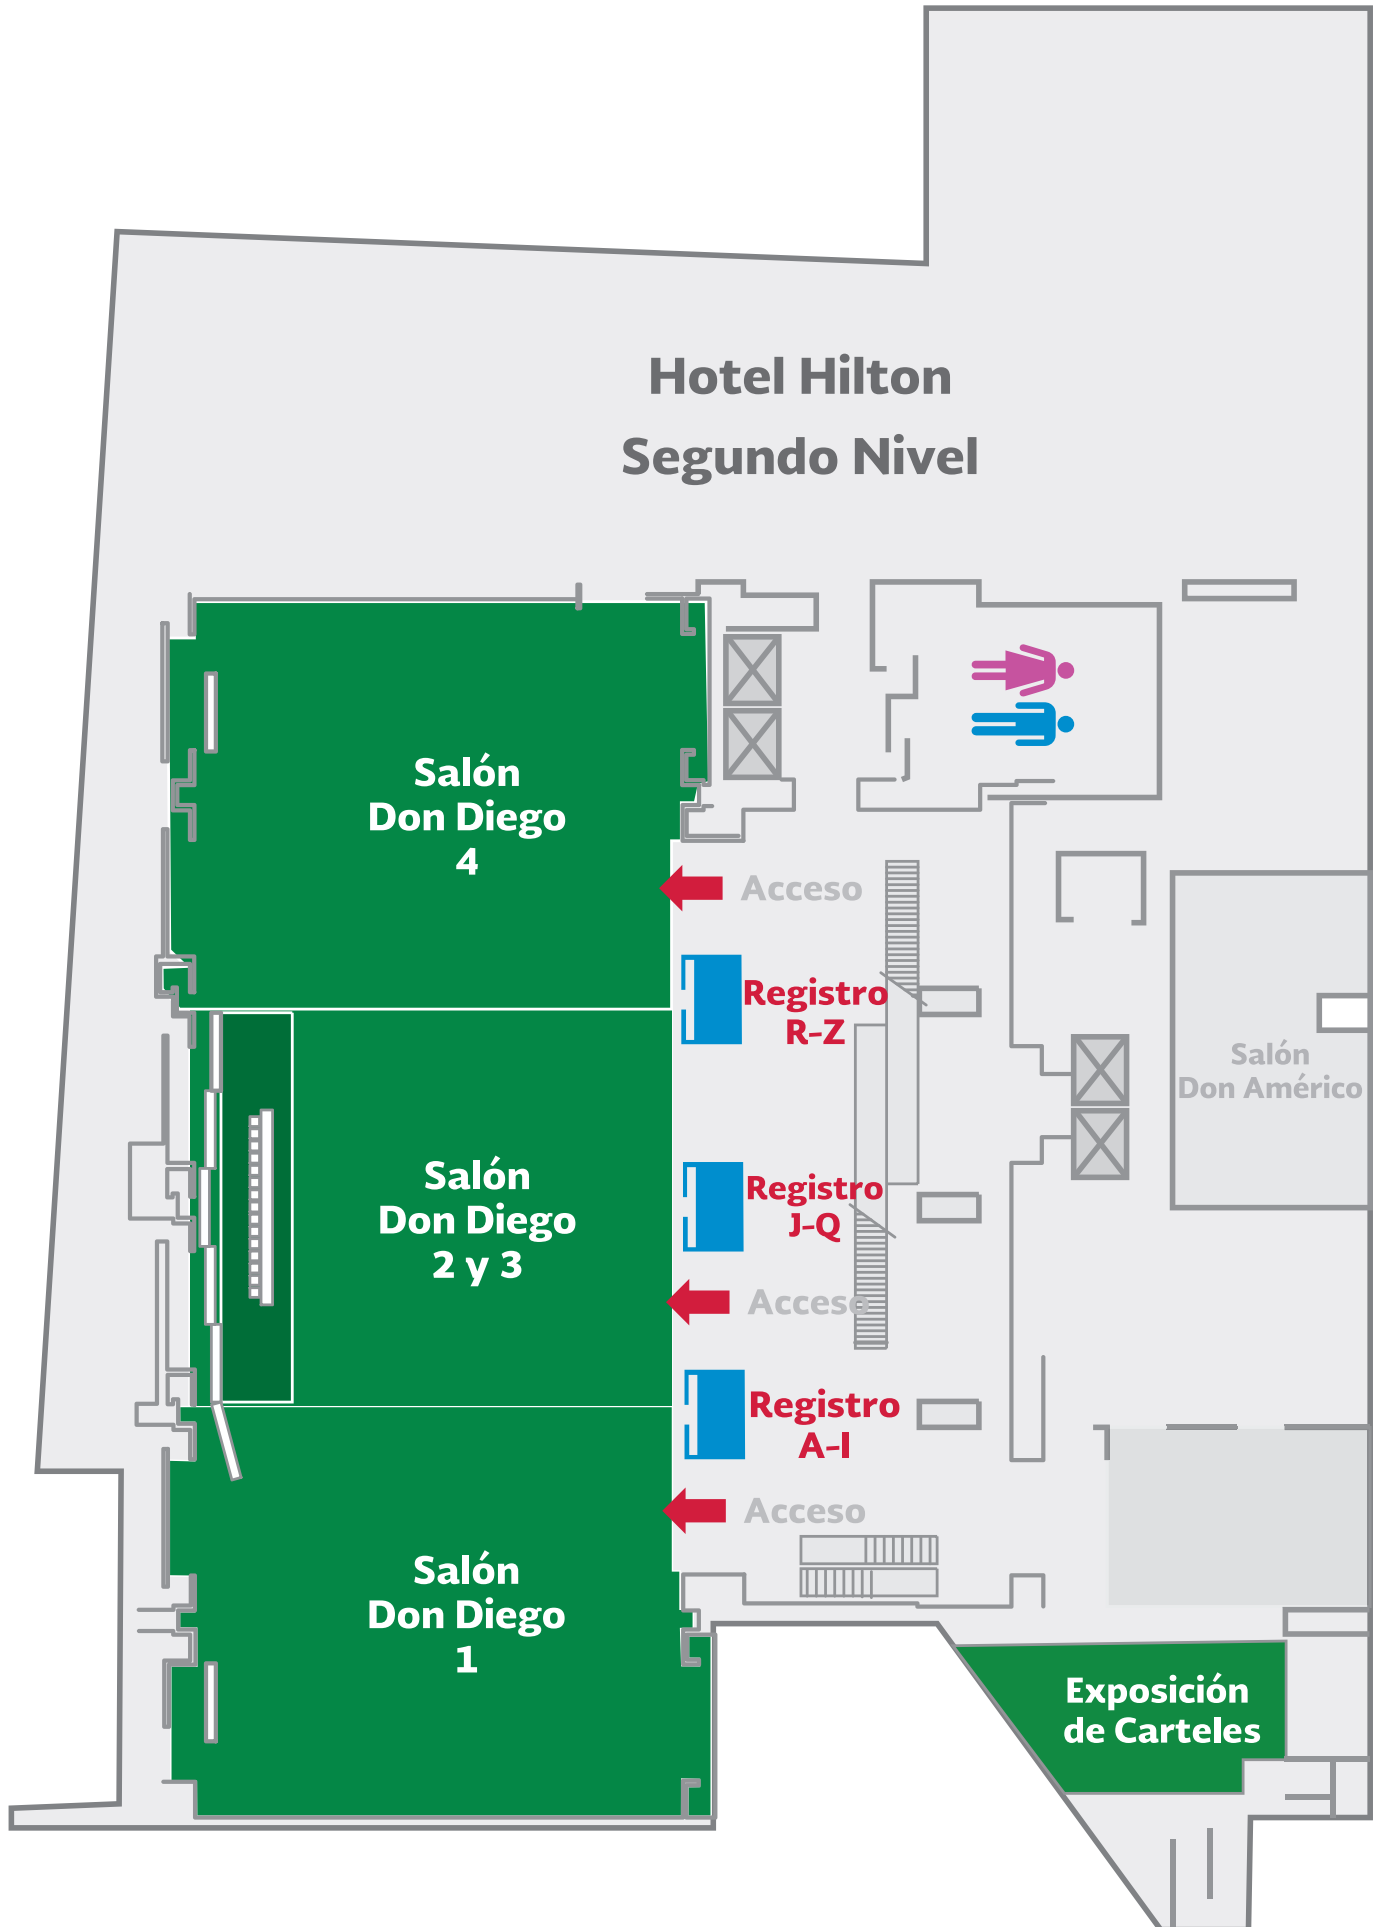 Hotel Hilton
Segundo Nivel
Salón
Don Diego
4
Acceso
Registro
R-Z
Salón
Don Américo
Salón
Don Diego
2 y 3
Registro
J-Q
Acceso
Registro
A-I
Acceso
Salón
Don Diego
1
Exposición
de Carteles